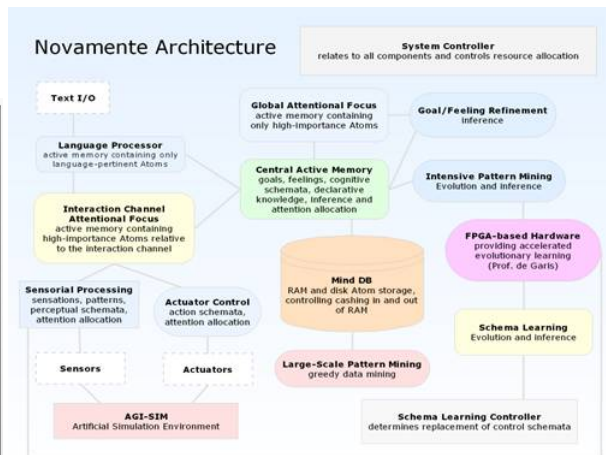 Novamente Architecture
System Controller
relates to all components and controls resource allocation
Text I/O
Global Attentional Focus
active memory containing
only high-importance Atoms
Goal/Feeling Refinement
inference
Language Processor
active memory containing only
language-pertinent Atoms
Central Active Memory
goals, feelings, cognitive
schemata, declarative
knowledge, inference and
attention allocation
Intensive Pattern Mining
Evolution and inference
Interaction Channel
Attentional Focus
active memory containing
high-importance Atoms relative
to the interaction channel
FPGA-based Hardware
providing accelerated
evolutionary learning
(Prof. de Garis)
Mind DB
RAH and disk Atom storage,
controlling cashing in and out
of RAH
Sensorial Processing
sensations, patterns,
perceptual schemata,
attention allocation
Actuator Control
action schemata,
attention allocation
Schema Learning
Evolution and inference
Sensors
Actuators
Large-Scale Pattern Mining
greedy data mining
AGI-SIM
Artificial Simulation Environment
Schema Learning Controller
determines replacement of control schemata